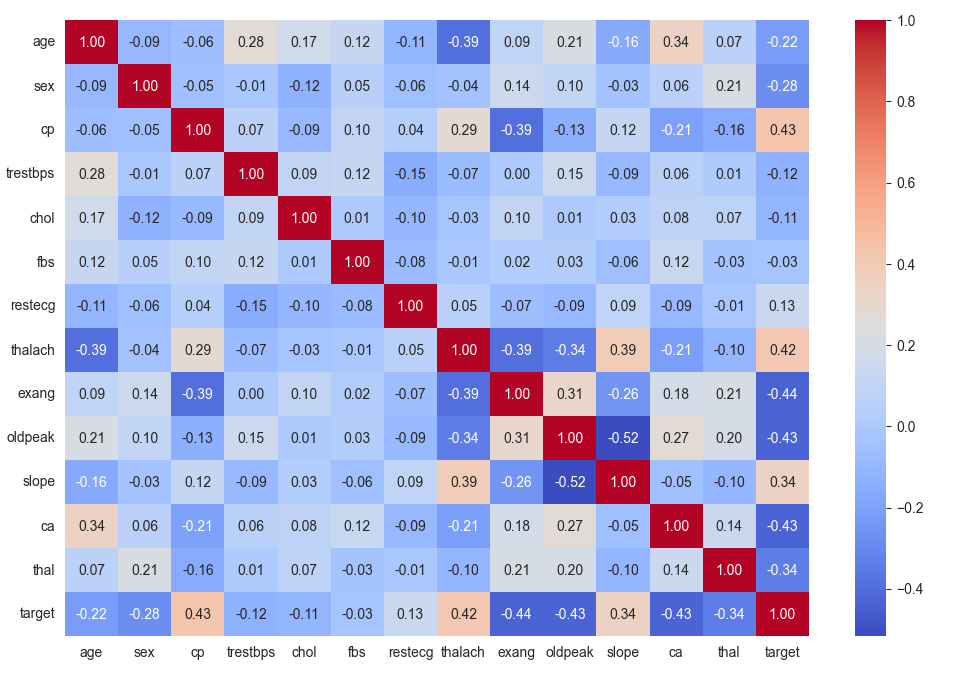 age 1.00 -0.09 -0.06 0.28 0.17 0.12 -0.11 -0.39 0.09 0.21 -0.16 0.34 0.07 -0.22
sex -0.09 1.00 -0.05 -0.01 -0.12 0.05 -0.06 -0.04 0.14 0.10 -0.03 0.06 0.21 -0.28
cp -0.06 -0.05 1.00 0.07 -0.09 0.10 0.04 0.29 -0.39 -0.13 0.12 -0.21 -0.16 0.43
trestbps 0.28 -0.01 0.07 1.00 0.09 0.12 -0.15 -0.07 0.00 0.15 -0.09 0.06 0.01 -0.12
chol 0.17 -0.12 -0.09 0.09 1.00 0.01 -0.10 -0.03 0.10 0.01 0.03 0.08 0.07 -0.11
fbs 0.12 0.05 0.10 0.12 0.01 1.00 -0.08 -0.01 0.02 0.03 -0.06 0.12 -0.03 -0.03
restecg -0.11 -0.06 0.04 -0.15 -0.10 -0.08 1.00 0.05 -0.07 -0.09 0.09 -0.09 -0.01 0.13
thalach -0.39 -0.04 0.29 -0.07 -0.03 -0.01 0.05 1.00 -0.39 -0.34 0.39 -0.21 -0.10 0.42
exang 0.09 0.14 -0.39 0.00 0.10 0.02 -0.07 -0.39 1.00 0.31 -0.26 0.18 0.21 -0.44
oldpeak 0.21 0.10 -0.13 0.15 0.01 0.03 -0.09 -0.34 0.31 1.00 -0.52 0.27 0.20 -0.43
slope -0.16 -0.03 0.12 -0.09 0.03 -0.06 0.09 0.39 -0.26 -0.52 1.00 -0.05 -0.10 0.34
ca 0.34 0.06 -0.21 0.06 0.08 0.12 -0.09 -0.21 0.18 0.27 -0.05 1.00 0.14 -0.43
thal 0.07 0.21 -0.16 0.01 0.07 -0.03 -0.01 -0.10 0.21 0.20 -0.10 0.14 1.00 -0.34
target -0.22 -0.28 0.43 -0.12 -0.11 -0.03 0.13 0.42 -0.44 -0.43 0.34 -0.43 -0.34 1.00
age sex cp trestbps chol fbs restecg thalach exang oldpeak slope ca thal target
1.0
0.8
0.6
0.4
0.2
0.0
−0.2
−0.4